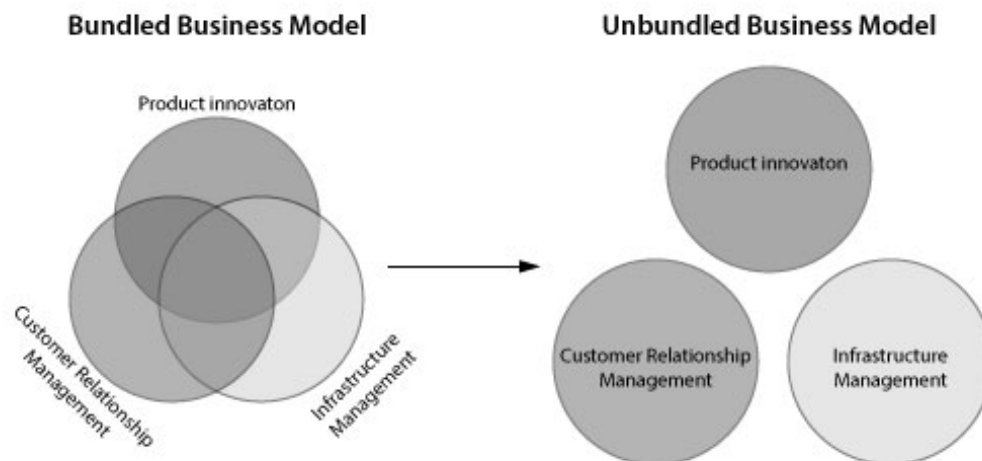 Bundled Business Model
Unbundled Business Model
Product innovaton
Customer Relationship
Management
Infrastructure
Management
Product innovaton
Customer Relationship
Management
Infrastructure
Management